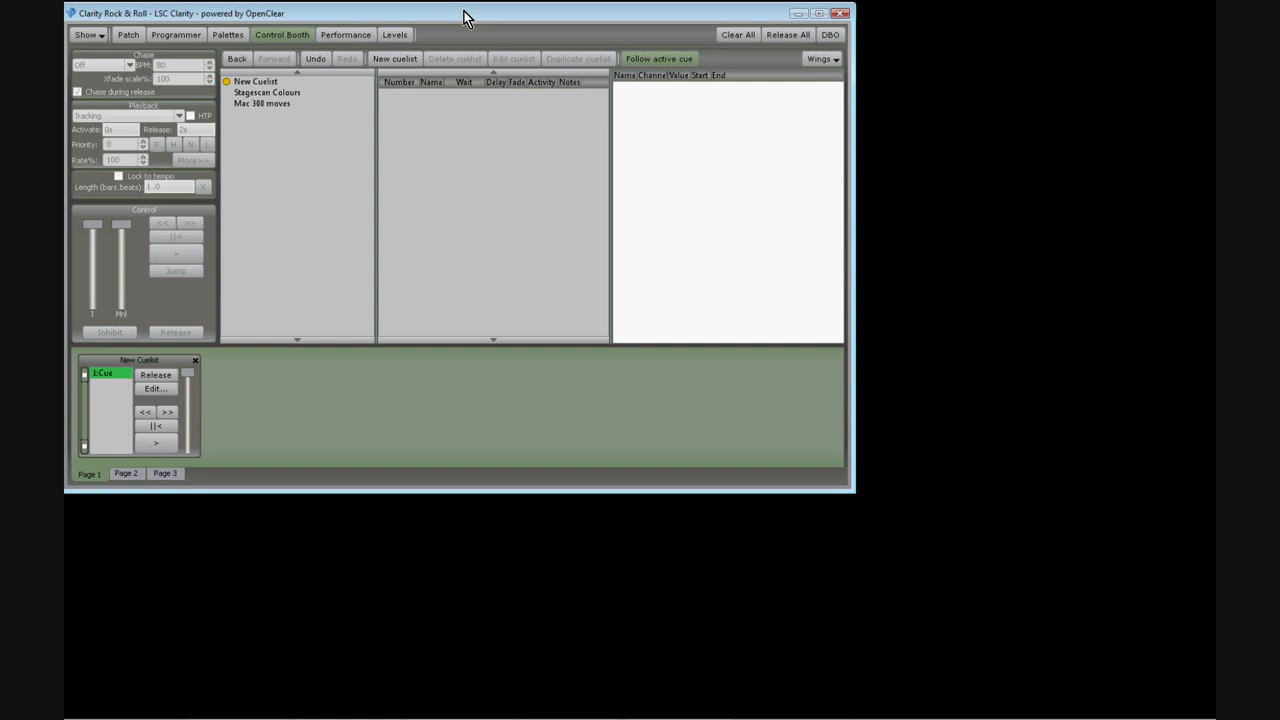 Clarity Rock & Roll - LSC Clarity - powered by OpenClear
Show Patch Programmer Palettes Control Booth Performance Levels Clear All Release All DBO
Back Forward Undo Redo New cuelist Delete cuelist Edit cuelist Duplicate cuelist Follow active cue Wings
Chase
Off BPM: 80
Xfade scale%: 100
Chase during release
Playback
Tracking HTP
Activate: 0s Release: 2s
Priority: 0 P H N L
Rate%: 100 More>>
Lock to tempo
Length (bars.beats): 1 .0 X
Control
<< >>
||<
>
Jump
I Mnl
Inhibit Release
New Cuelist
Stagescan Colours
Mac 300 moves
Number Name Wait Delay Fade Activity Notes
Name Channel Value Start End
New Cuelist
1:Cue
Release
Edit...
<< >>
||<
>
Page 1 Page 2 Page 3